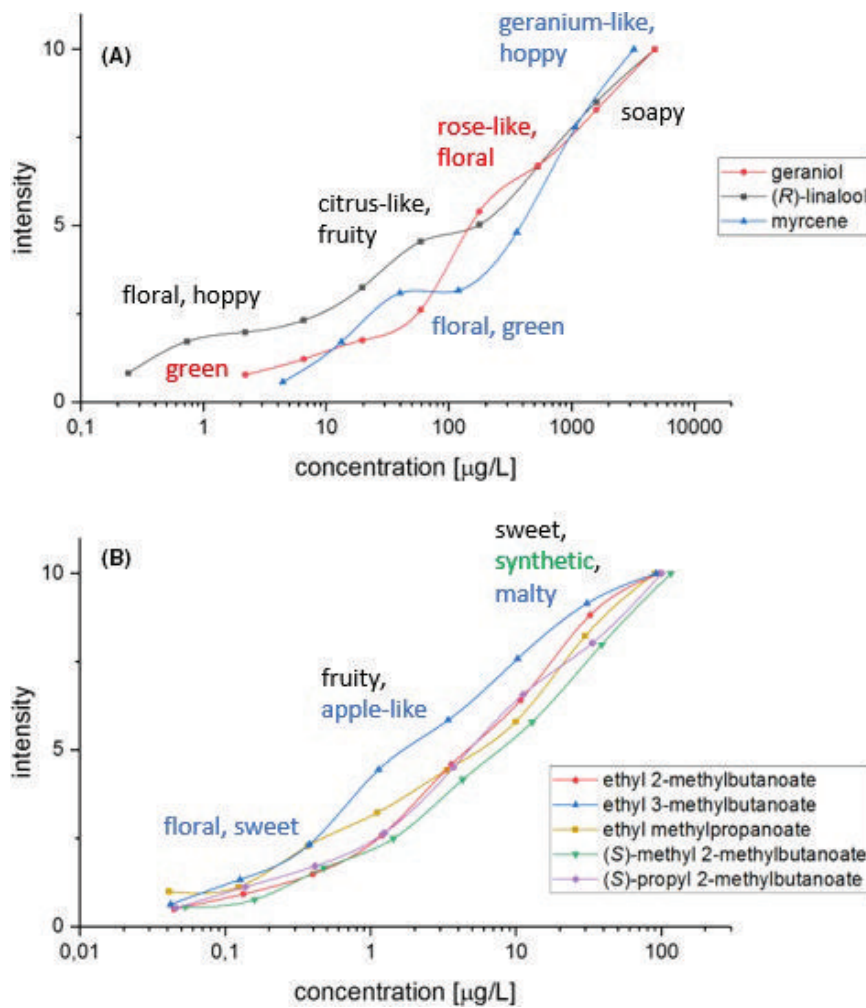 (A)
geranium-like,
hoppy
10
rose-like,
floral
soapy
geraniol
(R)-linalool
myrcene
citrus-like,
fruity
intensity
5
floral, hoppy
floral, green
green
0
0,1
1
10
100
1000
10000
concentration [µg/L]
(B)
sweet,
synthetic,
malty
10
fruity,
apple-like
intensity
5
ethyl 2-methylbutanoate
ethyl 3-methylbutanoate
ethyl methylpropanoate
(S)-methyl 2-methylbutanoate
(S)-propyl 2-methylbutanoate
floral, sweet
0
0,01
0,1
1
10
100
concentration [µg/L]